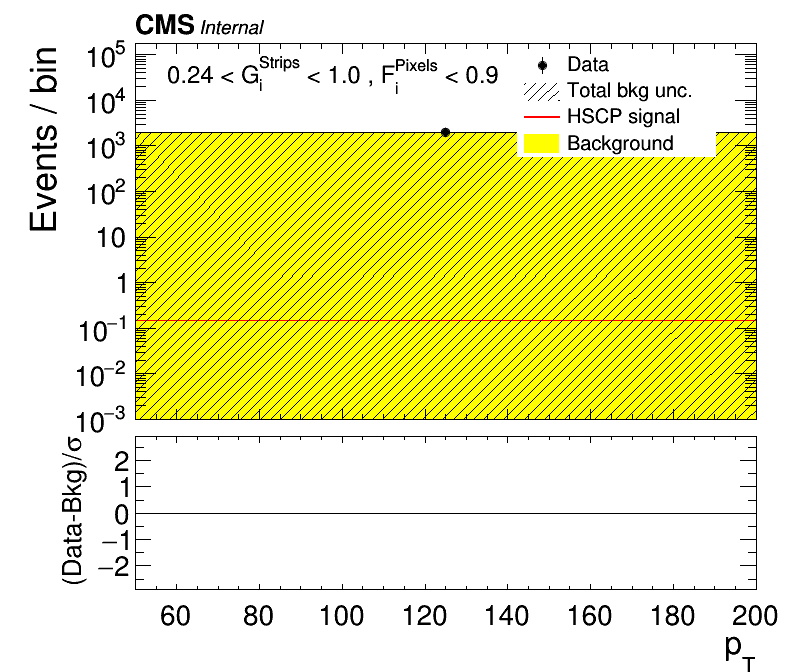 CMS Internal
0.24 < G_i^Strips < 1.0 , F_i^Pixels < 0.9
Data
Total bkg unc.
HSCP signal
Background
Events / bin
10^5
10^4
10^3
10^2
10
1
10^−1
10^−2
10^−3
(Data-Bkg)/σ
2
1
0
−1
−2
60 80 100 120 140 160 180 200
p_T